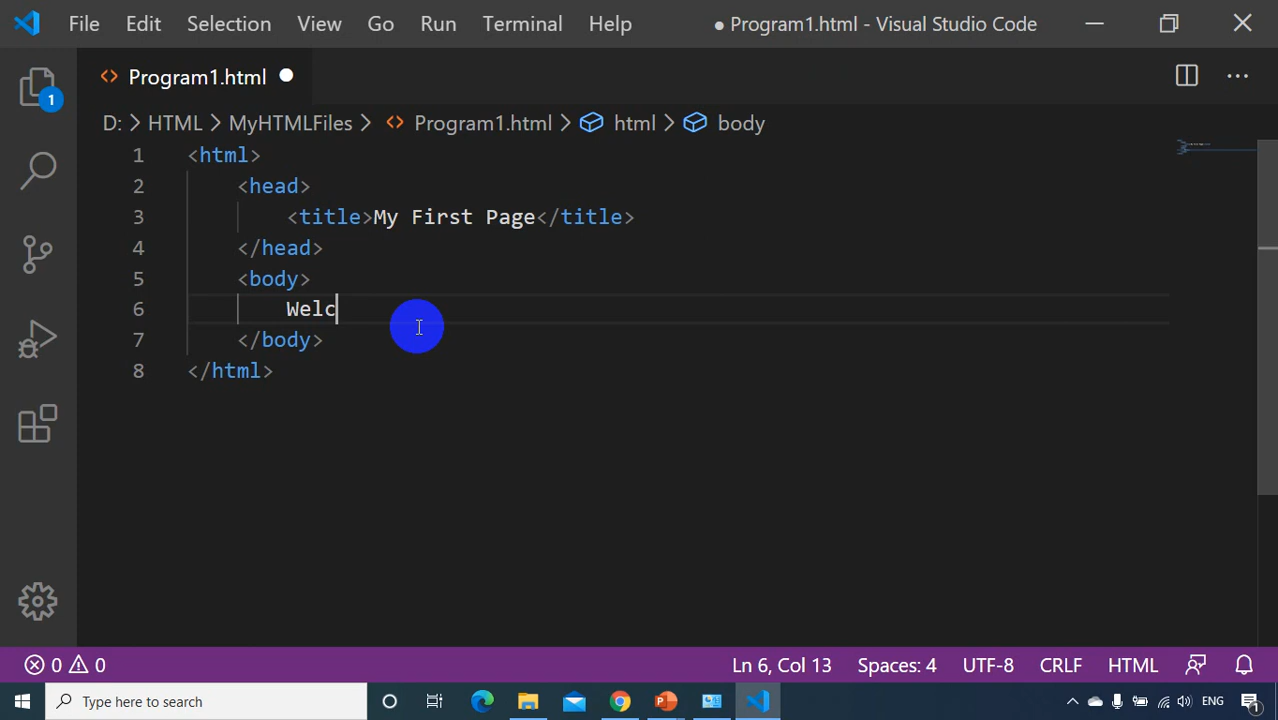 File Edit Selection View Go Run Terminal Help ● Program1.html - Visual Studio Code
<> Program1.html ●
1
D: > HTML > MyHTMLFiles > <> Program1.html > html > body
1 <html>
2 <head>
3 <title>My First Page</title>
4 </head>
5 <body>
6 Welc
7 </body>
8 </html>
0 0 Ln 6, Col 13 Spaces: 4 UTF-8 CRLF HTML
Type here to search ENG 1